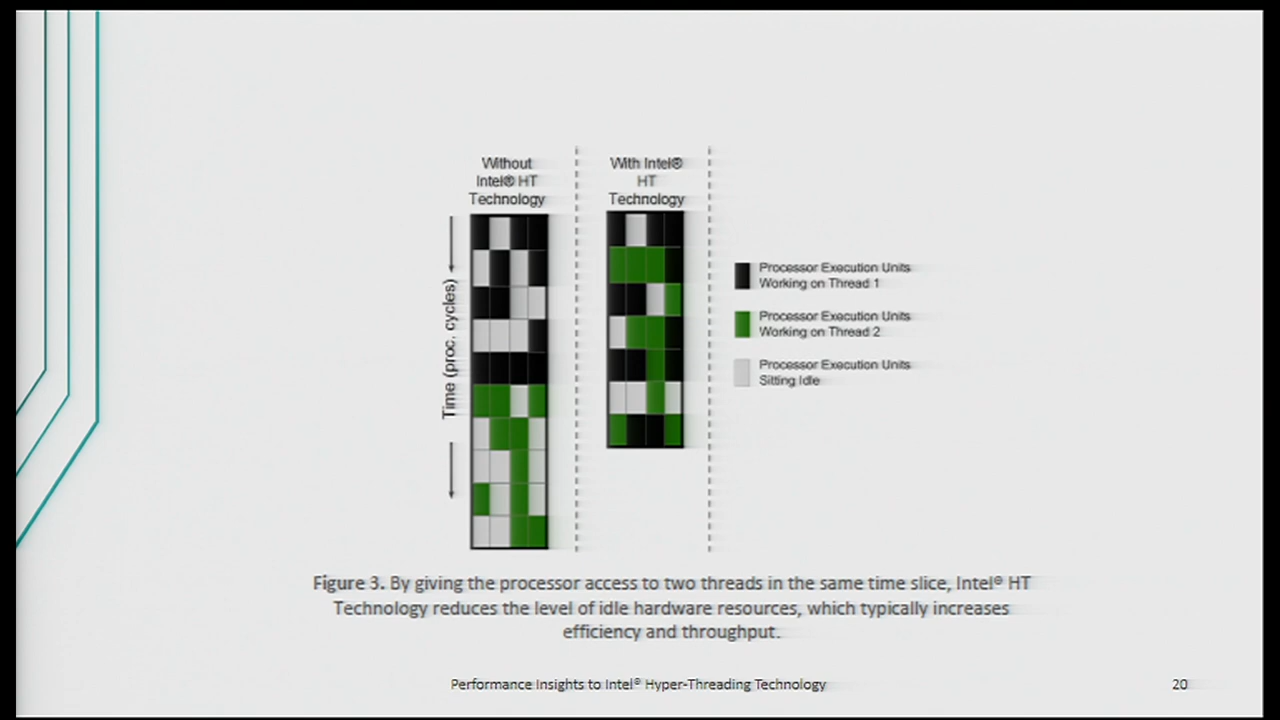 Without
Intel® HT
Technology
With Intel®
HT
Technology
Time (proc. cycles)
Processor Execution Units
Working on Thread 1
Processor Execution Units
Working on Thread 2
Processor Execution Units
Sitting Idle
Figure 3. By giving the processor access to two threads in the same time slice, Intel® HT
Technology reduces the level of idle hardware resources, which typically increases
efficiency and throughput.
Performance Insights to Intel® Hyper-Threading Technology
20